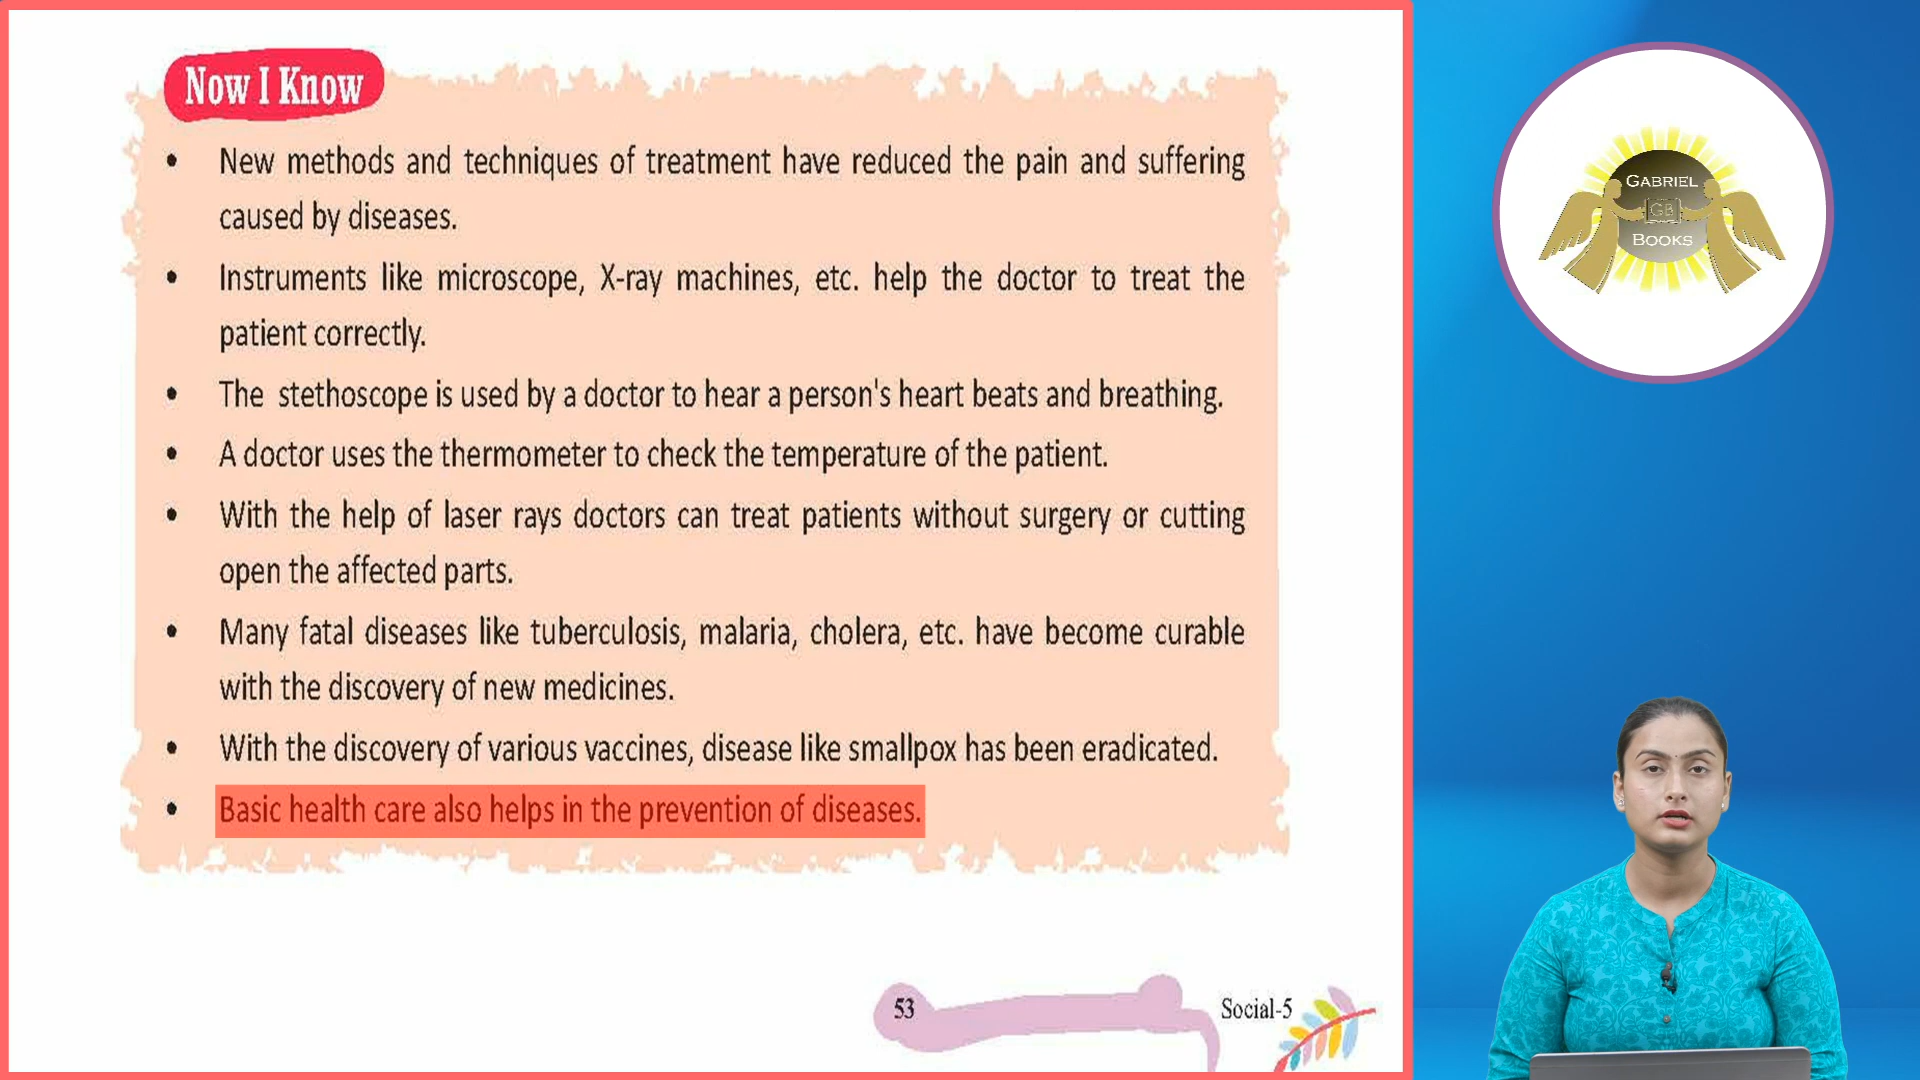 Now I Know
• New methods and techniques of treatment have reduced the pain and suffering
caused by diseases.
• Instruments like microscope, X-ray machines, etc. help the doctor to treat the
patient correctly.
• The stethoscope is used by a doctor to hear a person's heart beats and breathing.
• A doctor uses the thermometer to check the temperature of the patient.
• With the help of laser rays doctors can treat patients without surgery or cutting
open the affected parts.
• Many fatal diseases like tuberculosis, malaria, cholera, etc. have become curable
with the discovery of new medicines.
• With the discovery of various vaccines, disease like smallpox has been eradicated.
• Basic health care also helps in the prevention of diseases.
53
Social-5
GABRIEL
GB
BOOKS